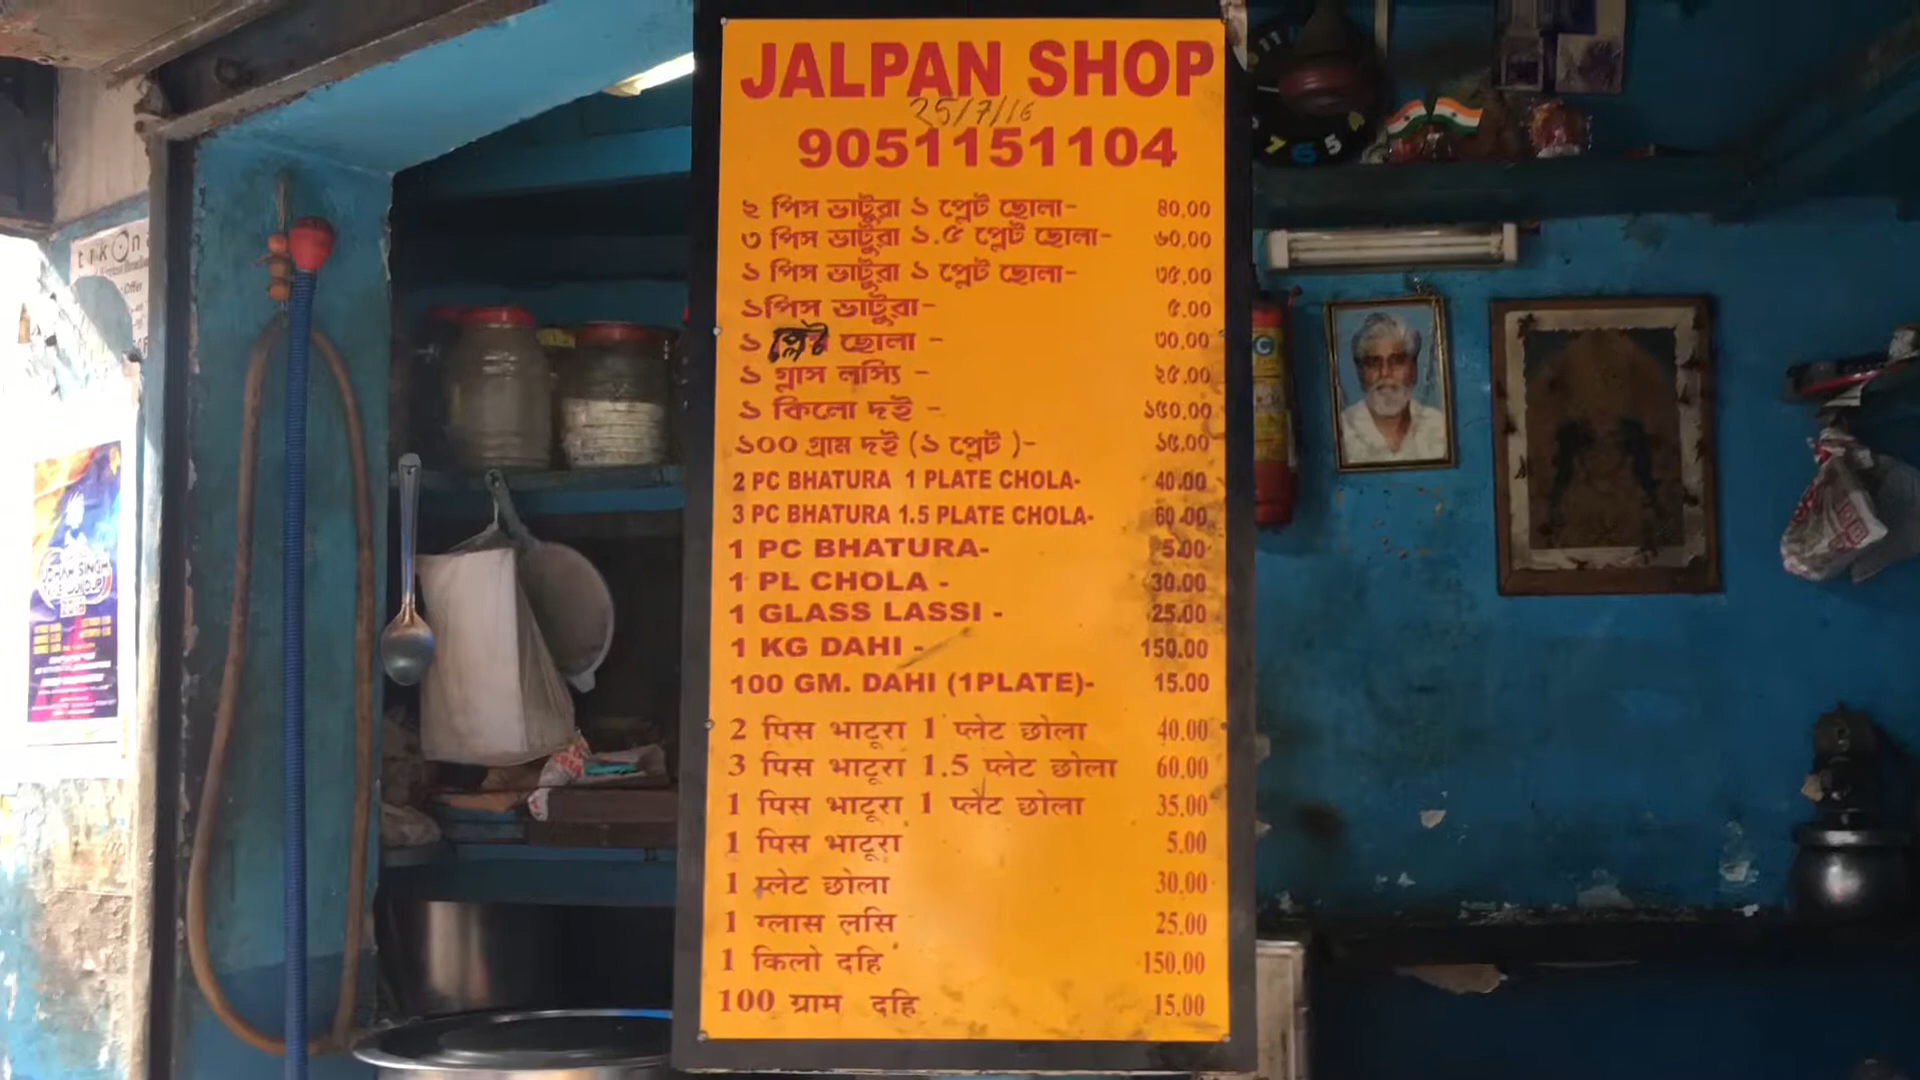 JALPAN SHOP
25/7/16
9051151104
২ পিস ভাটুরা ১ প্লেট ছোলা- ৪০.০০
৩ পিস ভাটুরা ১.৫ প্লেট ছোলা- ৬০.০০
১ পিস ভাটুরা ১ প্লেট ছোলা- ৩৫.০০
১পিস ভাটুরা- ৫.০০
১ প্লেট ছোলা - ৩০.০০
১ গ্লাস লস্যি - ২৫.০০
১ কিলো দই - ১৫০.০০
১০০ গ্রাম দই (১ প্লেট )- ১৫.০০
2 PC BHATURA 1 PLATE CHOLA- 40.00
3 PC BHATURA 1.5 PLATE CHOLA- 60.00
1 PC BHATURA- 5.00
1 PL CHOLA - 30.00
1 GLASS LASSI - 25.00
1 KG DAHI - 150.00
100 GM. DAHI (1PLATE)- 15.00
2 पिस भाटूरा 1 प्लेट छोला 40.00
3 पिस भाटूरा 1.5 प्लेट छोला 60.00
1 पिस भाटूरा 1 प्लेट छोला 35.00
1 पिस भाटूरा 5.00
1 प्लेट छोला 30.00
1 ग्लास लसि 25.00
1 किलो दहि 150.00
100 ग्राम दहि 15.00